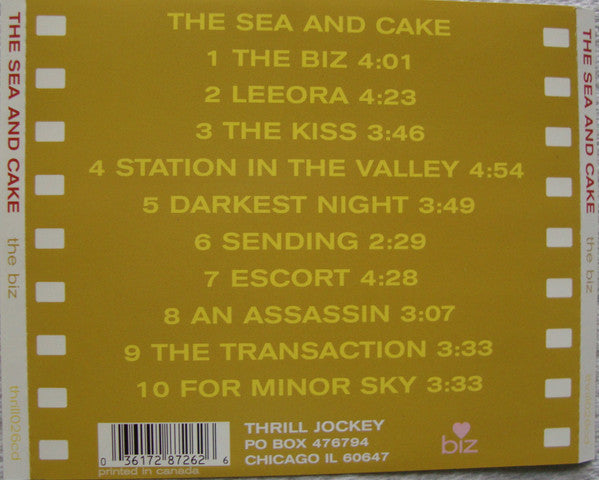 THE SEA AND CAKE
the biz
thrill026cd
THE SEA AND CAKE
1 THE BIZ 4:01
2 LEEORA 4:23
3 THE KISS 3:46
4 STATION IN THE VALLEY 4:54
5 DARKEST NIGHT 3:49
6 SENDING 2:29
7 ESCORT 4:28
8 AN ASSASSIN 3:07
9 THE TRANSACTION 3:33
10 FOR MINOR SKY 3:33
0 36172 87262 6
printed in canada
THRILL JOCKEY
PO BOX 476794
CHICAGO IL 60647
biz
THE SEA AND CAKE
the biz